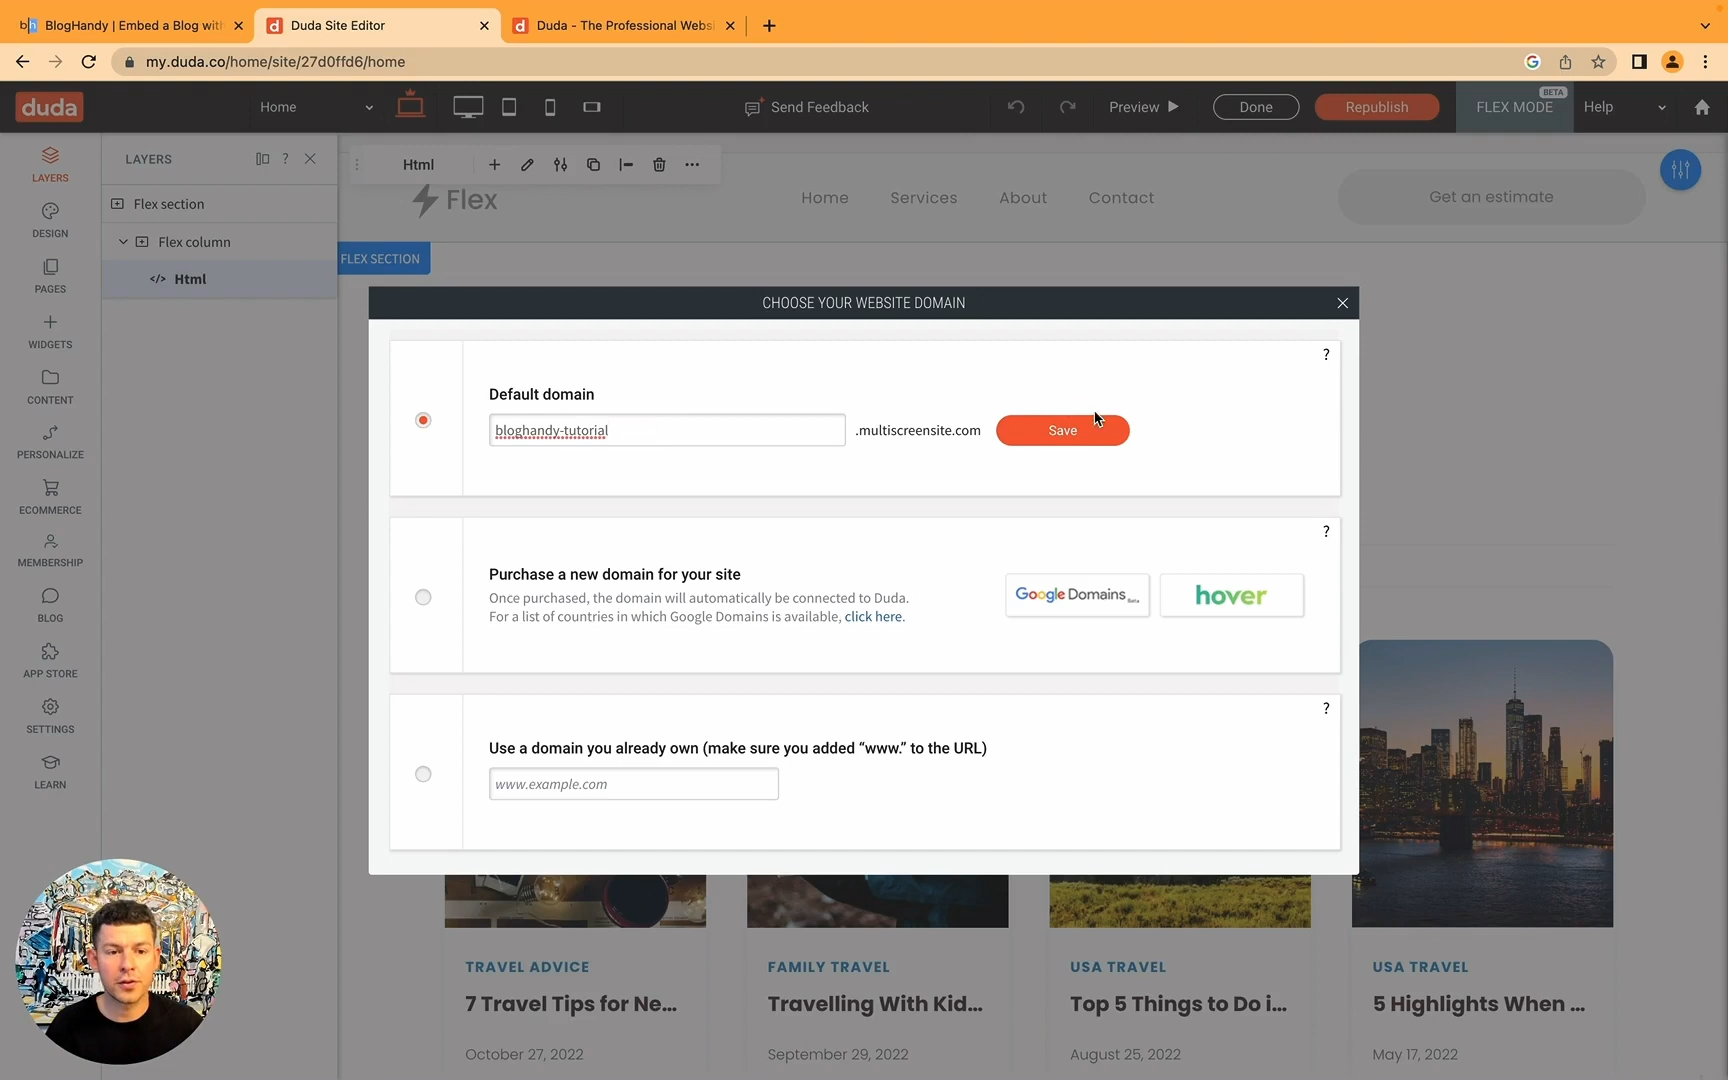 BlogHandy | Embed a Blog with
Duda Site Editor
Duda - The Professional Websi
my.duda.co/home/site/27d0ffd6/home
duda
Home
Send Feedback
Preview
Done
Republish
FLEX MODE
BETA
Help
LAYERS
DESIGN
PAGES
WIDGETS
CONTENT
PERSONALIZE
ECOMMERCE
MEMBERSHIP
BLOG
APP STORE
SETTINGS
LEARN
LAYERS
?
Flex section
Flex column
</> Html
Html
Flex
Home
Services
About
Contact
Get an estimate
FLEX SECTION
CHOOSE YOUR WEBSITE DOMAIN
?
Default domain
bloghandy-tutorial
.multiscreensite.com
Save
?
Purchase a new domain for your site
Once purchased, the domain will automatically be connected to Duda.
For a list of countries in which Google Domains is available, click here.
Google Domains Beta
hover
?
Use a domain you already own (make sure you added “www.” to the URL)
www.example.com
TRAVEL ADVICE
7 Travel Tips for Ne...
October 27, 2022
FAMILY TRAVEL
Travelling With Kid...
September 29, 2022
USA TRAVEL
Top 5 Things to Do i...
August 25, 2022
USA TRAVEL
5 Highlights When ...
May 17, 2022